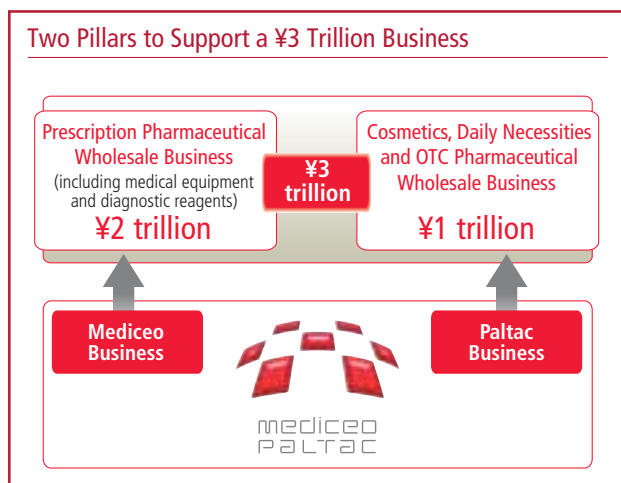 Two Pillars to Support a ¥3 Trillion Business
Prescription Pharmaceutical
Wholesale Business
(including medical equipment
and diagnostic reagents)
¥2 trillion
¥3
trillion
Cosmetics, Daily Necessities
and OTC Pharmaceutical
Wholesale Business
¥1 trillion
Mediceo
Business
Paltac
Business
mediceo
PALTAC